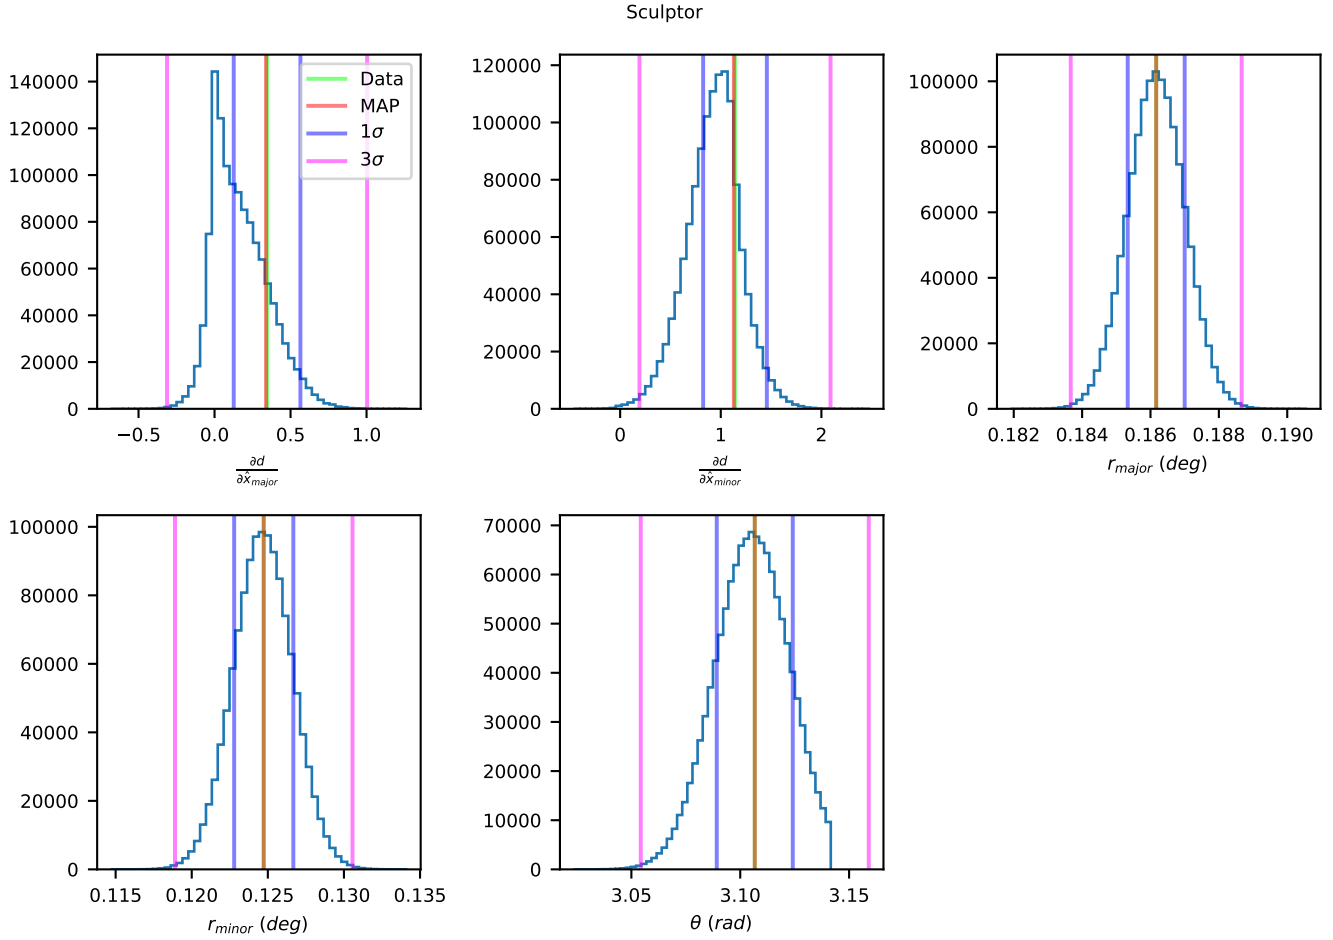 Sculptor
140000
120000
100000
80000
60000
40000
20000
0
−0.5 0.0 0.5 1.0
∂d
∂x̂major
Data
MAP
1σ
3σ
120000
100000
80000
60000
40000
20000
0
0 1 2
∂d
∂x̂minor
100000
80000
60000
40000
20000
0
0.182 0.184 0.186 0.188 0.190
rmajor (deg)
100000
80000
60000
40000
20000
0
0.115 0.120 0.125 0.130 0.135
rminor (deg)
70000
60000
50000
40000
30000
20000
10000
0
3.05 3.10 3.15
θ (rad)